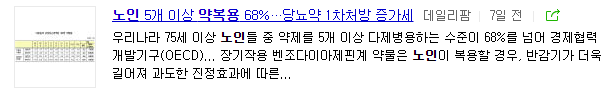 노인 5개 이상 약복용 68%…당뇨약 1차처방 증가세 데일리팜 7일 전
우리나라 75세 이상 노인들 중 약제를 5개 이상 다제병용하는 수준이 68%를 넘어 경제협력
개발기구(OECD)... 장기작용 벤조다이아제핀계 약물은 노인이 복용할 경우, 반감기가 더욱
길어져 과도한 진정효과에 따른...